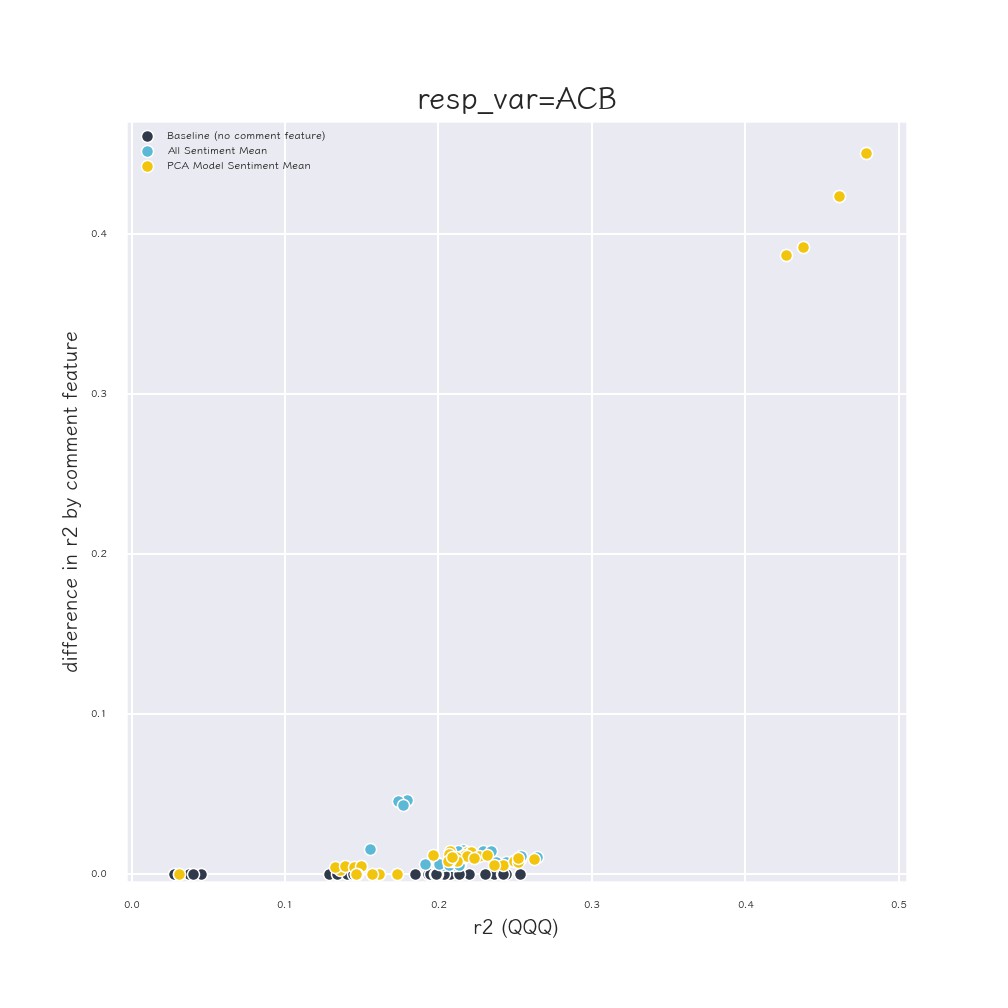 resp_var=ACB
Baseline (no comment feature)
All Sentiment Mean
PCA Model Sentiment Mean
difference in r2 by comment feature
0.4
0.3
0.2
0.1
0.0
0.0 0.1 0.2 0.3 0.4 0.5
r2 (QQQ)